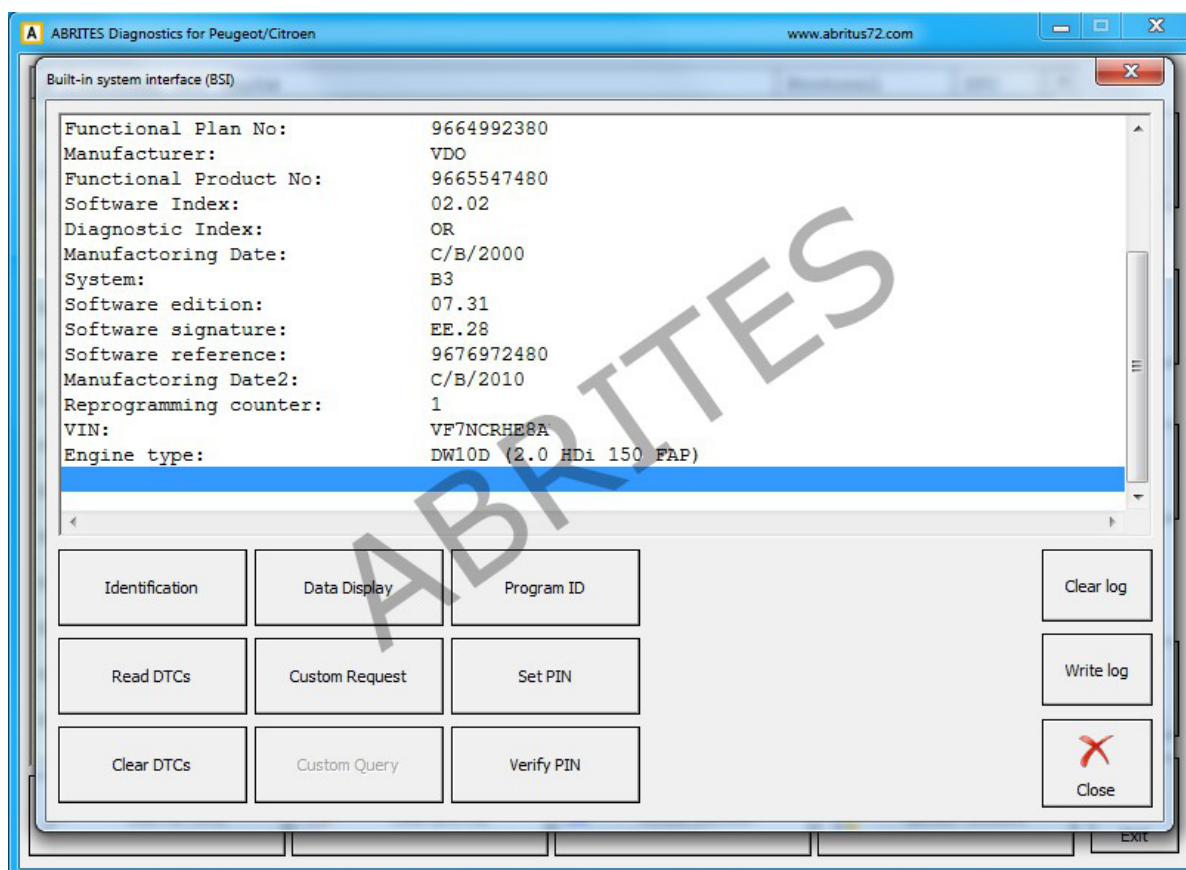 ABRITES Diagnostics for Peugeot/Citroen www.abritus72.com
Built-in system interface (BSI)
Functional Plan No: 9664992380
Manufacturer: VDO
Functional Product No: 9665547480
Software Index: 02.02
Diagnostic Index: OR
Manufactoring Date: C/B/2000
System: B3
Software edition: 07.31
Software signature: EE.28
Software reference: 9676972480
Manufactoring Date2: C/B/2010
Reprogramming counter: 1
VIN: VF7NCRHE8A
Engine type: DW10D (2.0 HDi 150 FAP)
ABRITES
Identification Data Display Program ID Clear log
Read DTCs Custom Request Set PIN Write log
Clear DTCs Custom Query Verify PIN Close
Exit